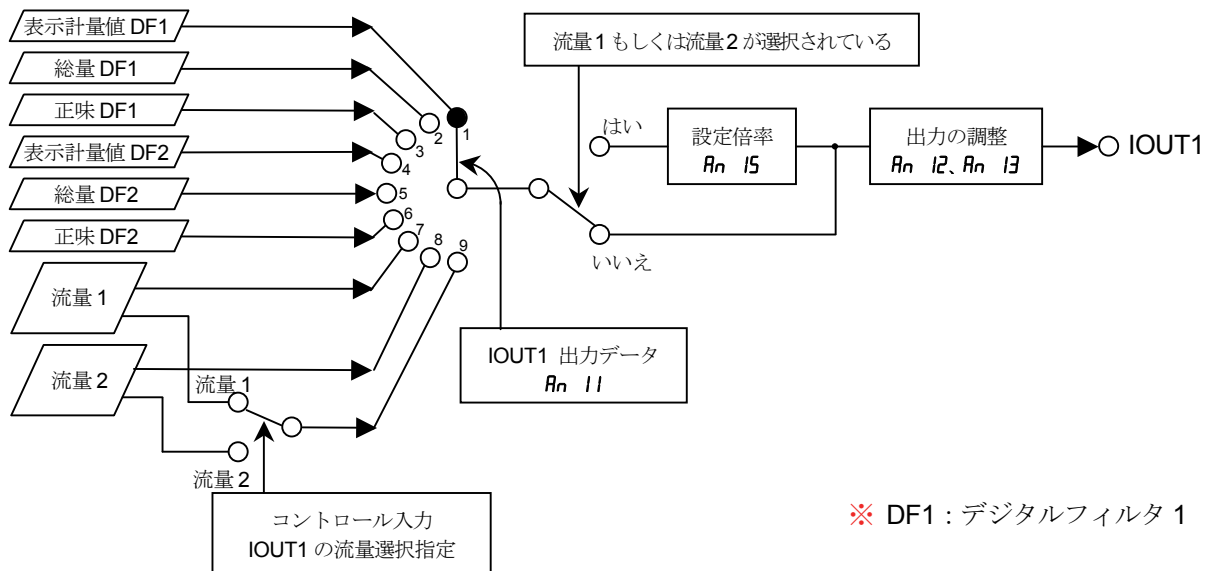 表示計量値 DF1
総量 DF1
正味 DF1
表示計量値 DF2
総量 DF2
正味 DF2
流量 1
流量 2
1
2
3
4
5
6
7
8
9
流量 1
流量 2
コントロール入力
IOUT1 の流量選択指定
IOUT1 出力データ
An 11
流量1 もしくは流量2 が選択されている
はい
いいえ
設定倍率
An 15
出力の調整
An 12、An 13
IOUT1
※ DF1：デジタルフィルタ 1